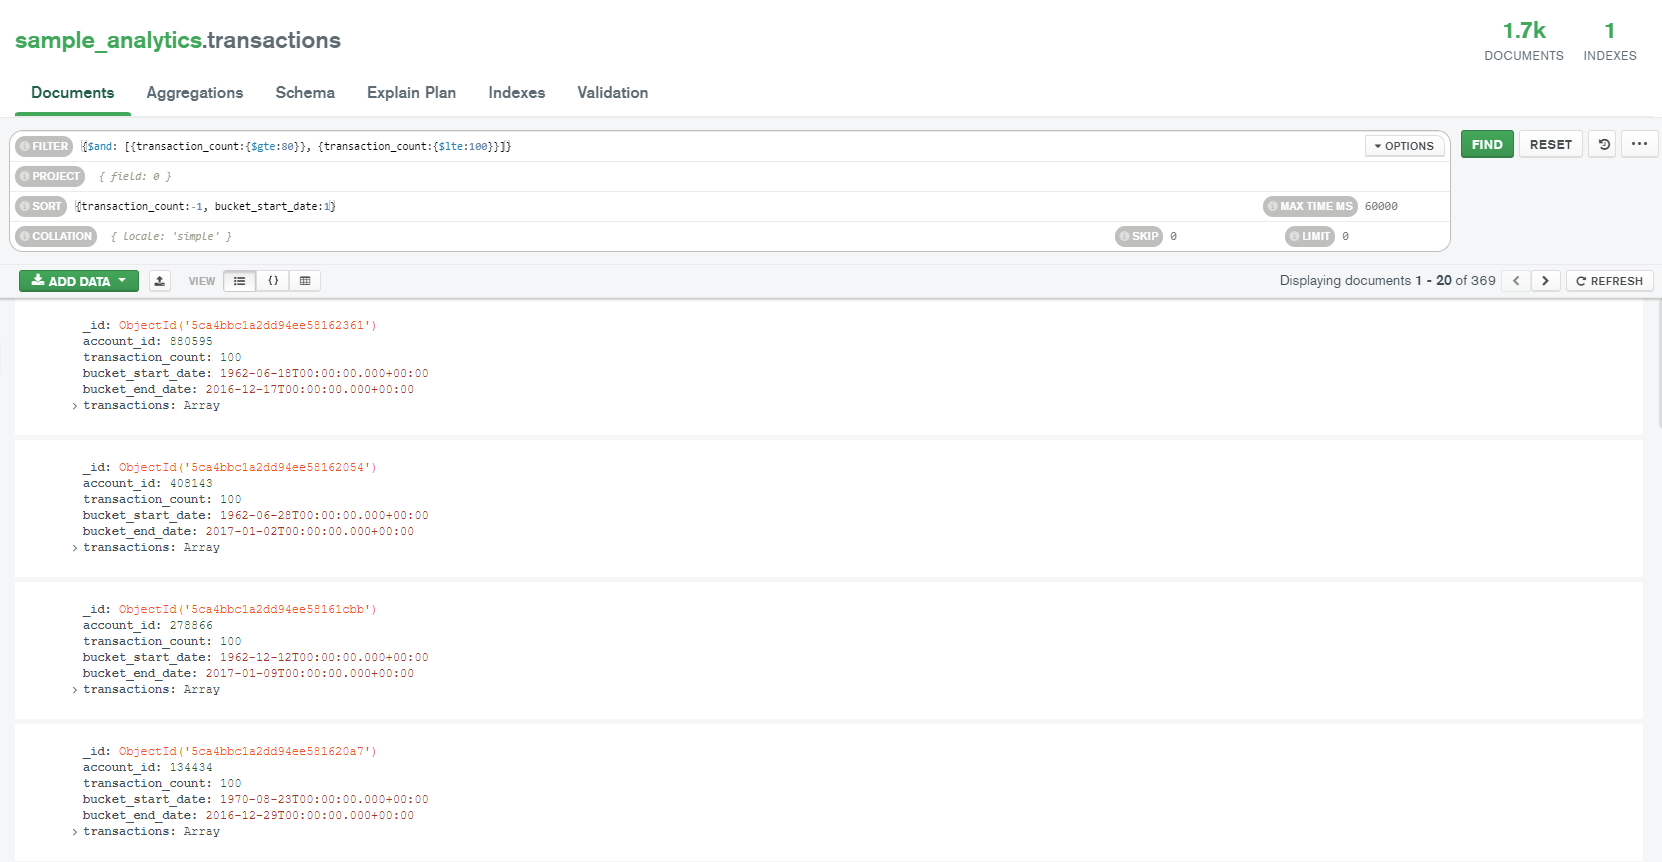 sample_analytics.transactions
1.7k
DOCUMENTS
1
INDEXES
Documents
Aggregations
Schema
Explain Plan
Indexes
Validation
FILTER {$and: [{transaction_count:{$gte:80}}, {transaction_count:{$lte:100}}]}
OPTIONS
FIND
RESET
PROJECT { field: 0 }
SORT {transaction_count:-1, bucket_start_date:1}
MAX TIME MS 60000
COLLATION { locale: 'simple' }
SKIP 0
LIMIT 0
ADD DATA
VIEW
{}
Displaying documents 1 - 20 of 369
REFRESH
_id: ObjectId('5ca4bbc1a2dd94ee58162361')
account_id: 880595
transaction_count: 100
bucket_start_date: 1962-06-18T00:00:00.000+00:00
bucket_end_date: 2016-12-17T00:00:00.000+00:00
> transactions: Array
_id: ObjectId('5ca4bbc1a2dd94ee58162054')
account_id: 408143
transaction_count: 100
bucket_start_date: 1962-06-28T00:00:00.000+00:00
bucket_end_date: 2017-01-02T00:00:00.000+00:00
> transactions: Array
_id: ObjectId('5ca4bbc1a2dd94ee58161cbb')
account_id: 278866
transaction_count: 100
bucket_start_date: 1962-12-12T00:00:00.000+00:00
bucket_end_date: 2017-01-09T00:00:00.000+00:00
> transactions: Array
_id: ObjectId('5ca4bbc1a2dd94ee581620a7')
account_id: 134434
transaction_count: 100
bucket_start_date: 1970-08-23T00:00:00.000+00:00
bucket_end_date: 2016-12-29T00:00:00.000+00:00
> transactions: Array